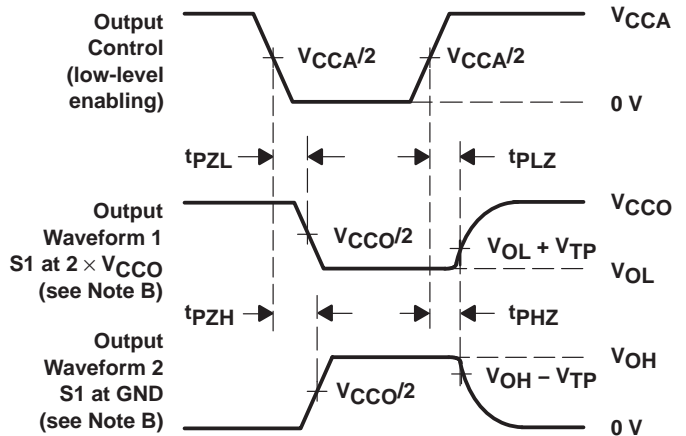 Output
Control
(low-level
enabling)
VCCA
VCCA/2
VCCA/2
0 V
tPZL
tPLZ
Output
Waveform 1
S1 at 2 × VCCO
(see Note B)
VCCO
VCCO/2
VOL + VTP
VOL
tPZH
tPHZ
Output
Waveform 2
S1 at GND
(see Note B)
VOH
VOH − VTP
VCCO/2
0 V